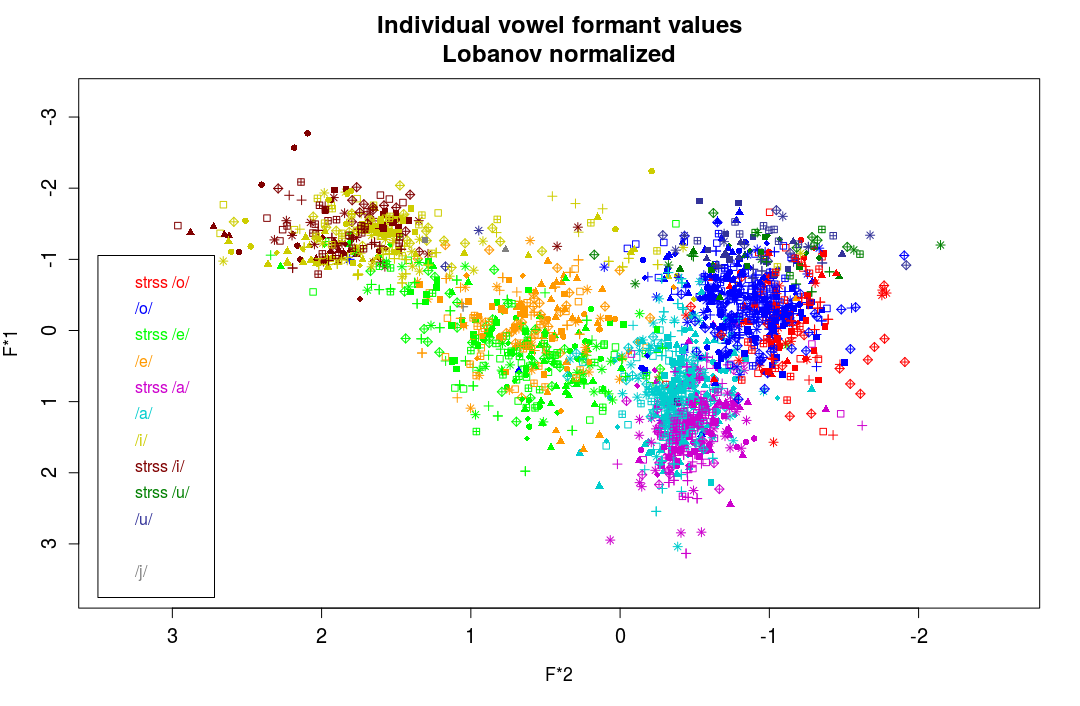 Individual vowel formant values
Lobanov normalized
F*1
-3
-2
-1
0
1
2
3
strss /o/
/o/
strss /e/
/e/
strss /a/
/a/
/i/
strss /i/
strss /u/
/u/
/j/
3
2
1
0
-1
-2
F*2